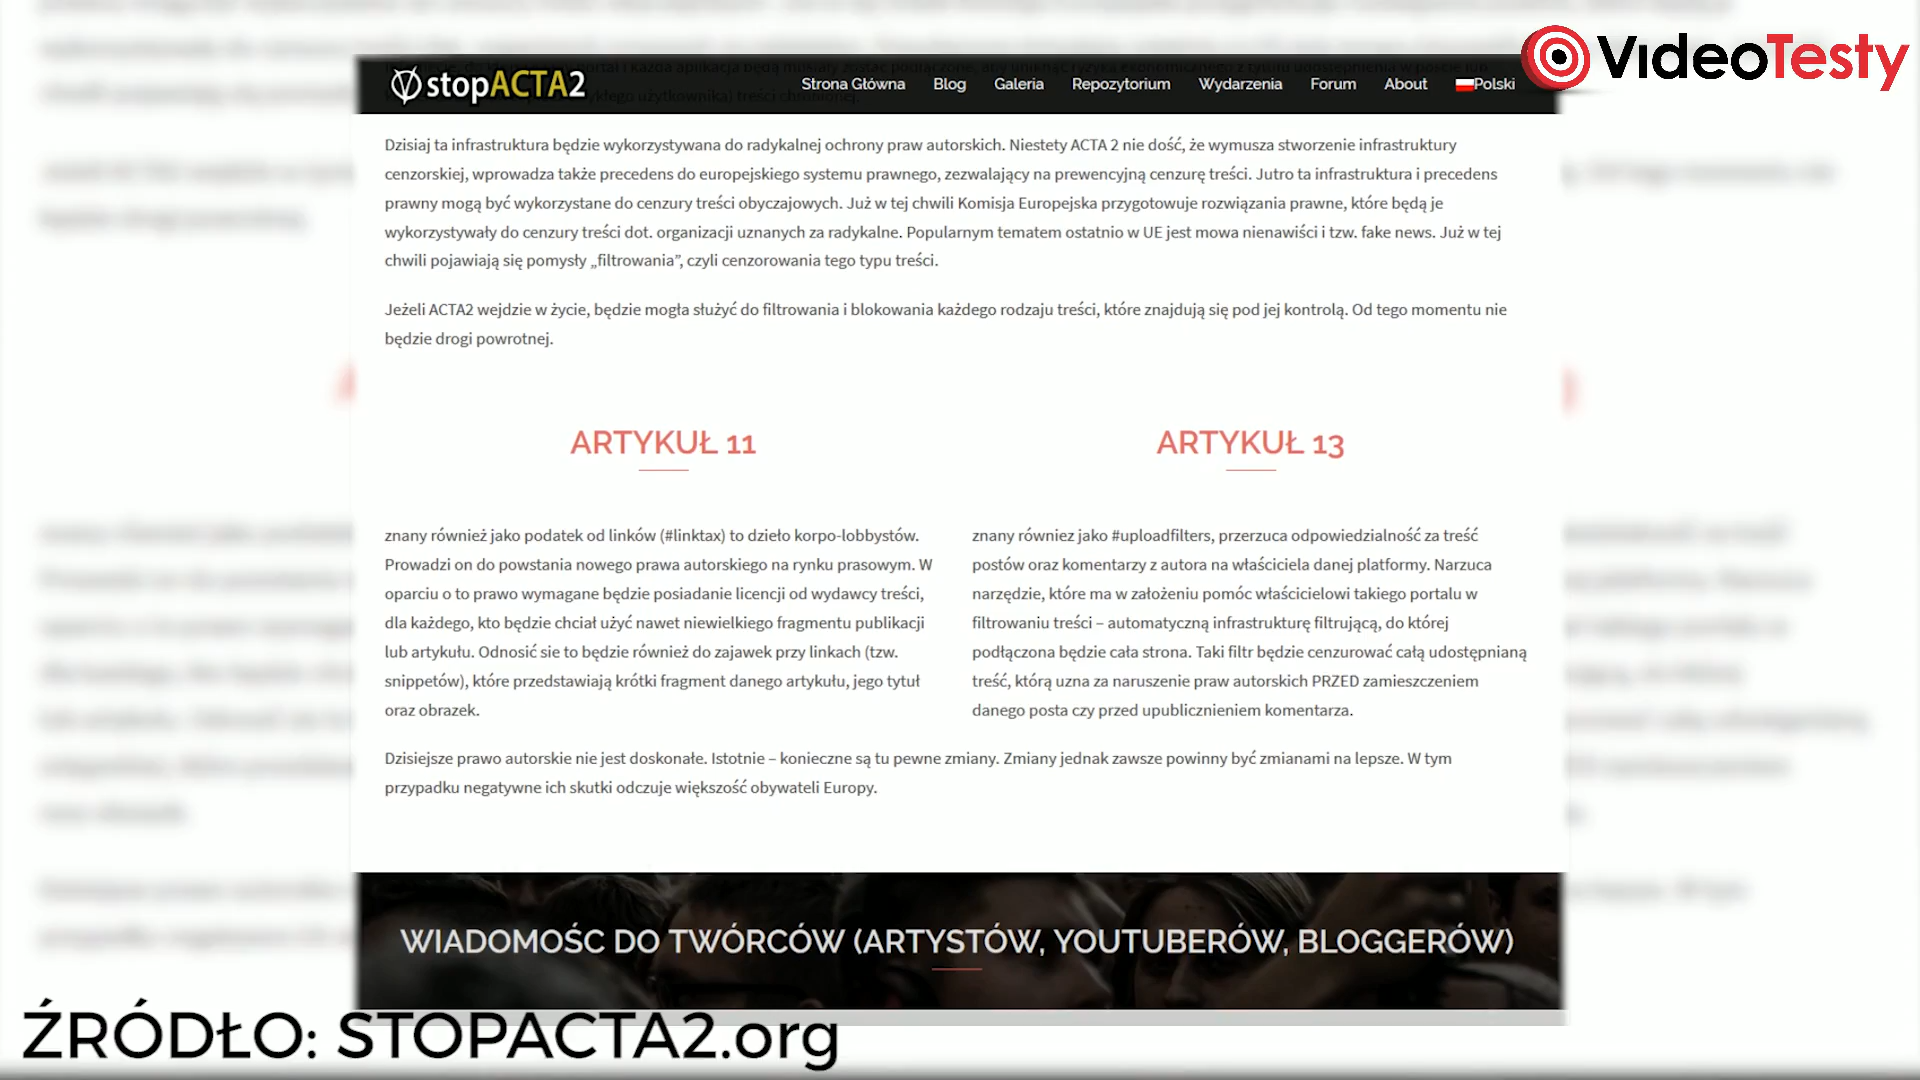 VIDEOTESTY
stopACTA2
Strona Główna Blog Galeria Repozytorium Wydarzenia Forum About Polski
Dzisiaj ta infrastruktura będzie wykorzystywana do radykalnej ochrony praw autorskich. Niestety ACTA 2 nie dość, że wymusza stworzenie infrastruktury
cenzorskiej, wprowadza także precedens do europejskiego systemu prawnego, zezwalający na prewencyjną cenzurę treści. Jutro ta infrastruktura i precedens
prawny mogą być wykorzystane do cenzury treści obyczajowych. Już w tej chwili Komisja Europejska przygotowuje rozwiązania prawne, które będą je
wykorzystywały do cenzury treści dot. organizacji uznanych za radykalne. Popularnym tematem ostatnio w UE jest mowa nienawiści i tzw. fake news. Już w tej
chwili pojawiają się pomysły „filtrowania”, czyli cenzorowania tego typu treści.
Jeżeli ACTA2 wejdzie w życie, będzie mogła służyć do filtrowania i blokowania każdego rodzaju treści, które znajdują się pod jej kontrolą. Od tego momentu nie
będzie drogi powrotnej.
ARTYKUŁ 11
znany również jako podatek od linków (#linktax) to dzieło korpo-lobbystów.
Prowadzi on do powstania nowego prawa autorskiego na rynku prasowym. W
oparciu o to prawo wymagane będzie posiadanie licencji od wydawcy treści,
dla każdego, kto będzie chciał użyć nawet niewielkiego fragmentu publikacji
lub artykułu. Odnosić sie to będzie również do zajawek przy linkach (tzw.
snippetów), które przedstawiają krótki fragment danego artykułu, jego tytuł
oraz obrazek.
ARTYKUŁ 13
znany równiez jako #uploadfilters, przerzuca odpowiedzialność za treść
postów oraz komentarzy z autora na właściciela danej platformy. Narzuca
narzędzie, które ma w założeniu pomóc właścicielowi takiego portalu w
filtrowaniu treści – automatyczną infrastrukturę filtrującą, do której
podłączona będzie cała strona. Taki filtr będzie cenzurować całą udostępnianą
treść, którą uzna za naruszenie praw autorskich PRZED zamieszczeniem
danego posta czy przed upublicznieniem komentarza.
Dzisiejsze prawo autorskie nie jest doskonałe. Istotnie – konieczne są tu pewne zmiany. Zmiany jednak zawsze powinny być zmianami na lepsze. W tym
przypadku negatywne ich skutki odczuje większość obywateli Europy.
WIADOMOŚC DO TWÓRCÓW (ARTYSTÓW, YOUTUBERÓW, BLOGGERÓW)
ŹRÓDŁO: STOPACTA2.org